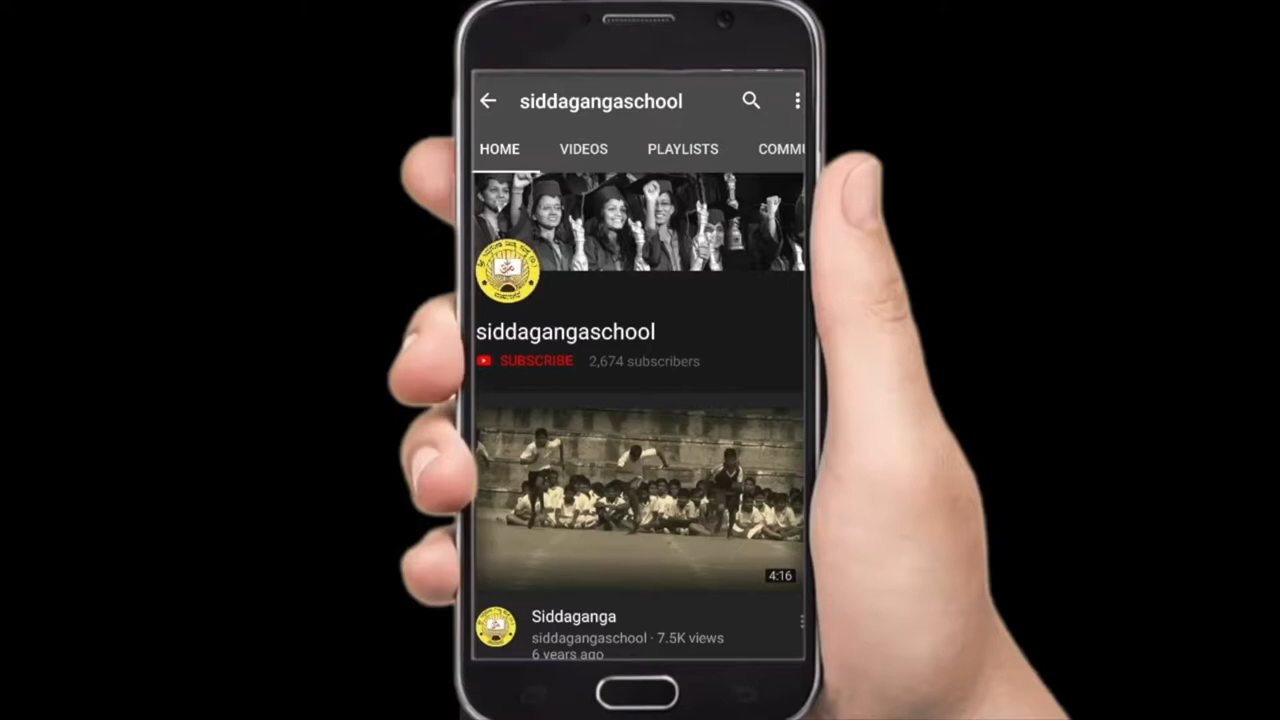 siddagangaschool
HOME VIDEOS PLAYLISTS COMMU
siddagangaschool
SUBSCRIBE 2,674 subscribers
4:16
Siddaganga
siddagangaschool · 7.5K views
6 years ago